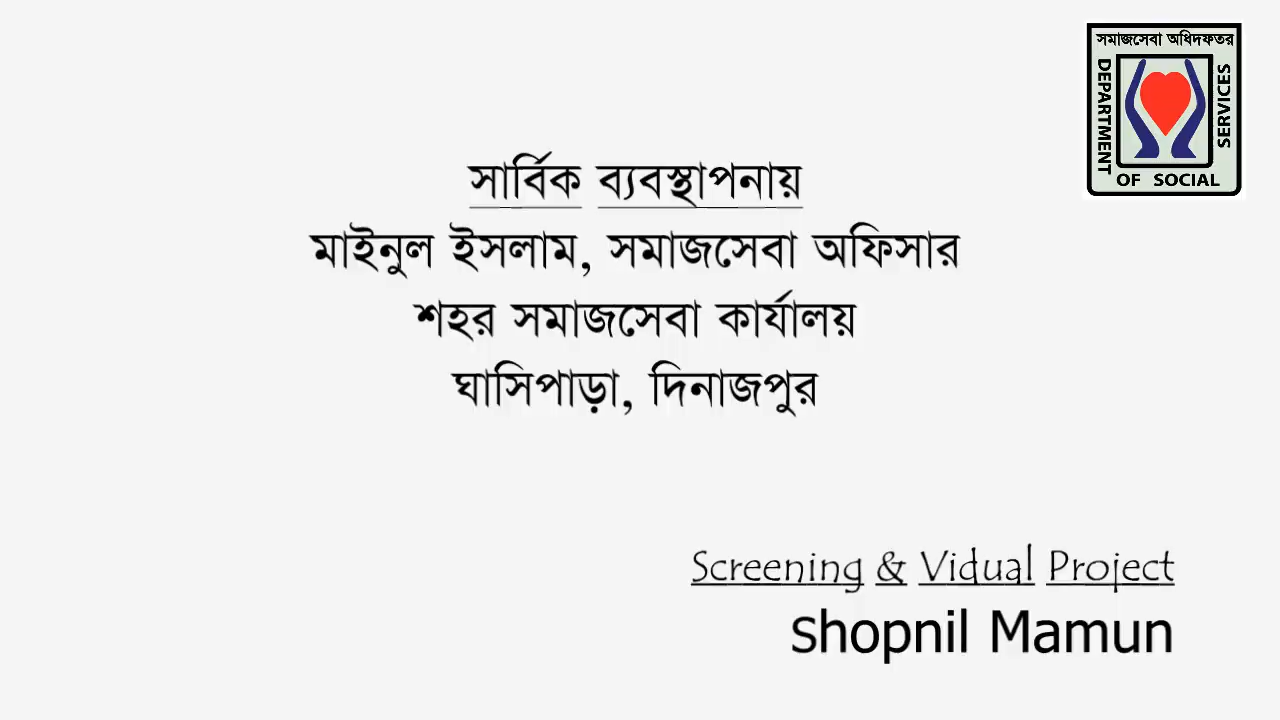 সমাজসেবা অধিদফতর
DEPARTMENT
OF SOCIAL
SERVICES
সার্বিক ব্যবস্থাপনায়
মাইনুল ইসলাম, সমাজসেবা অফিসার
শহর সমাজসেবা কার্যালয়
ঘাসিপাড়া, দিনাজপুর
Screening & Vidual Project
Shopnil Mamun